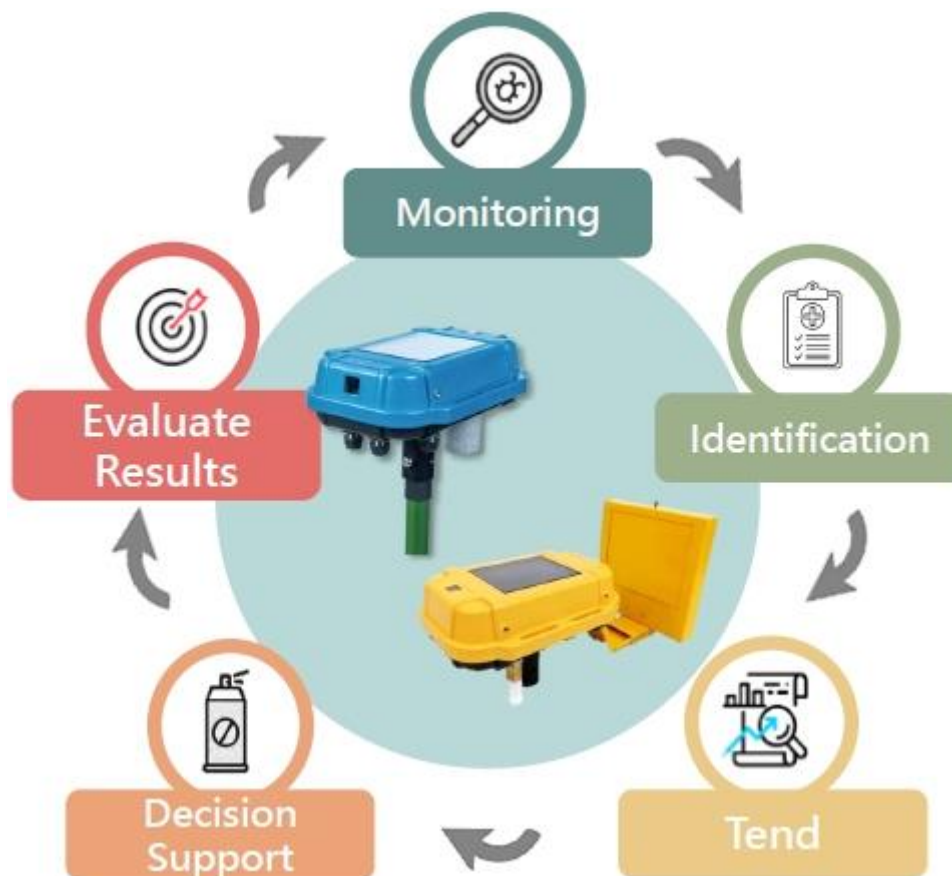 Monitoring
Identification
Tend
Decision
Support
Evaluate
Results